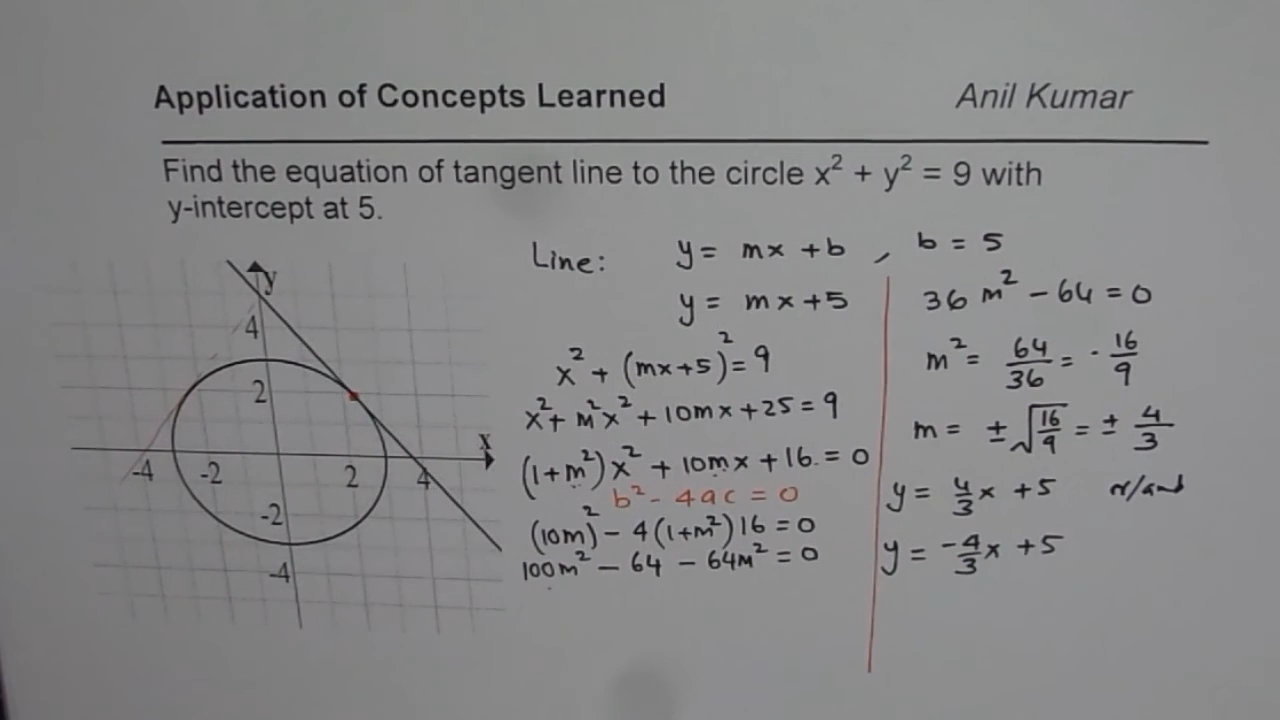 Application of Concepts Learned Anil Kumar
Find the equation of tangent line to the circle x² + y² = 9 with
y-intercept at 5.
y
4
2
x
-4 -2 2 4
-2
-4
Line: y = mx + b , b = 5
y = mx + 5
x² + (mx+5)² = 9
x² + m²x² + 10mx + 25 = 9
(1+m²)x² + 10mx + 16 = 0
b² - 4ac = 0
(10m)² - 4(1+m²)16 = 0
100m² - 64 - 64m² = 0
36m² - 64 = 0
m² = 64/36 = 16/9
m = ± √16/9 = ± 4/3
y = 4/3 x + 5 or/and
y = -4/3 x + 5